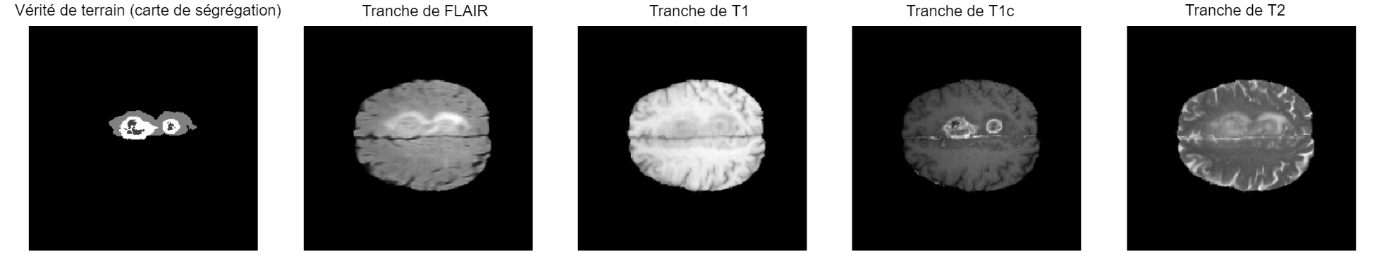 Vérité de terrain (carte de ségrégation)
Tranche de FLAIR
Tranche de T1
Tranche de T1c
Tranche de T2